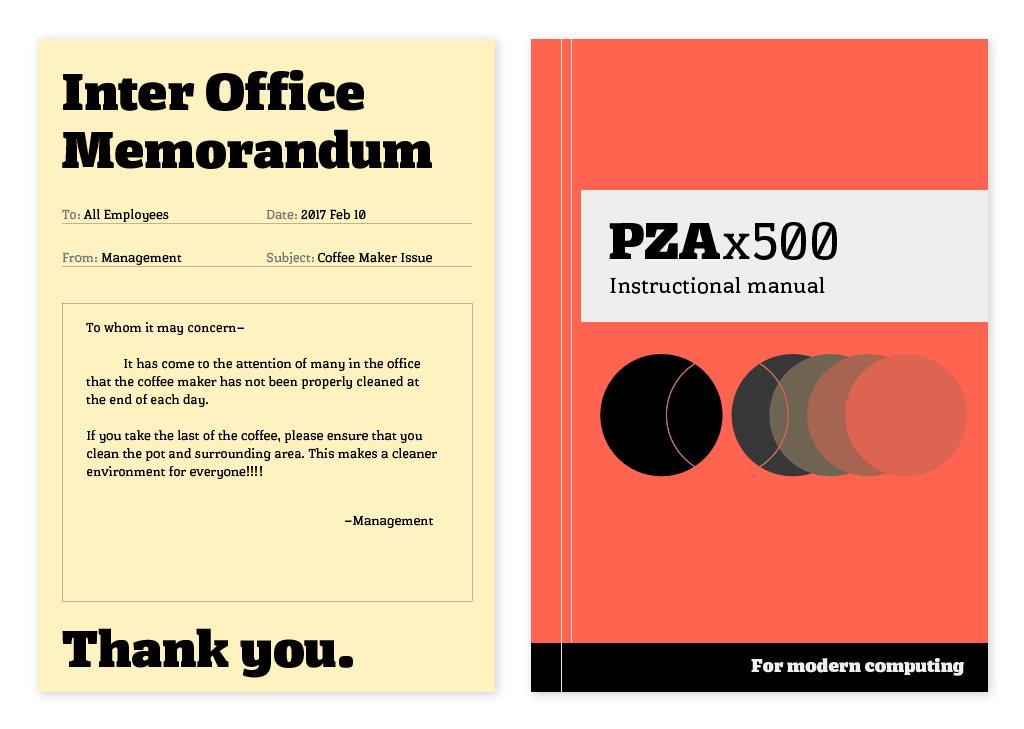 Inter Office
Memorandum
To: All Employees
Date: 2017 Feb 10
From: Management
Subject: Coffee Maker Issue
To whom it may concern–
It has come to the attention of many in the office
that the coffee maker has not been properly cleaned at
the end of each day.
If you take the last of the coffee, please ensure that you
clean the pot and surrounding area. This makes a cleaner
environment for everyone!!!!
–Management
Thank you.
PZAx500
Instructional manual
For modern computing